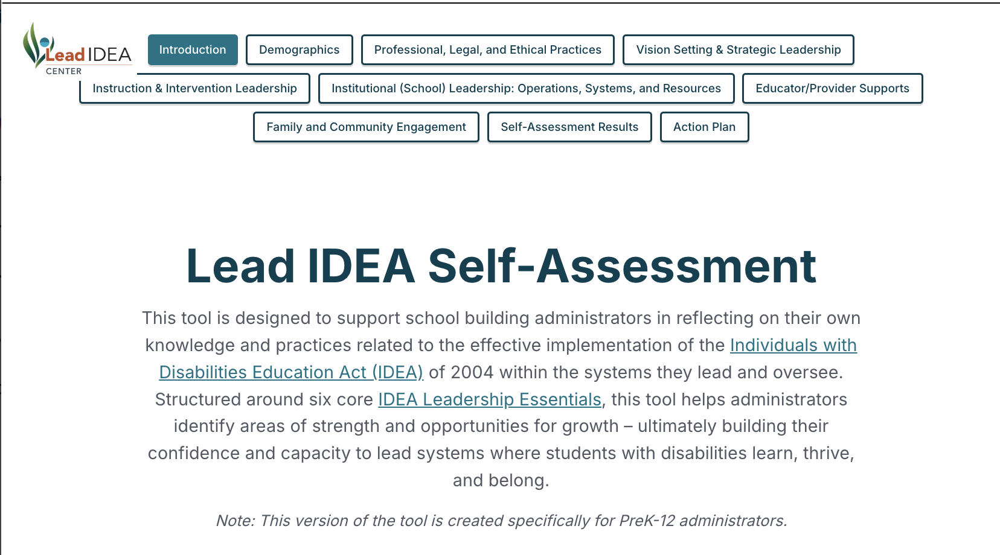 Lead IDEA
CENTER
Introduction
Demographics
Professional, Legal, and Ethical Practices
Vision Setting & Strategic Leadership
Instruction & Intervention Leadership
Institutional (School) Leadership: Operations, Systems, and Resources
Educator/Provider Supports
Family and Community Engagement
Self-Assessment Results
Action Plan
Lead IDEA Self-Assessment
This tool is designed to support school building administrators in reflecting on their own
knowledge and practices related to the effective implementation of the Individuals with
Disabilities Education Act (IDEA) of 2004 within the systems they lead and oversee.
Structured around six core IDEA Leadership Essentials, this tool helps administrators
identify areas of strength and opportunities for growth – ultimately building their
confidence and capacity to lead systems where students with disabilities learn, thrive,
and belong.
Note: This version of the tool is created specifically for PreK-12 administrators.